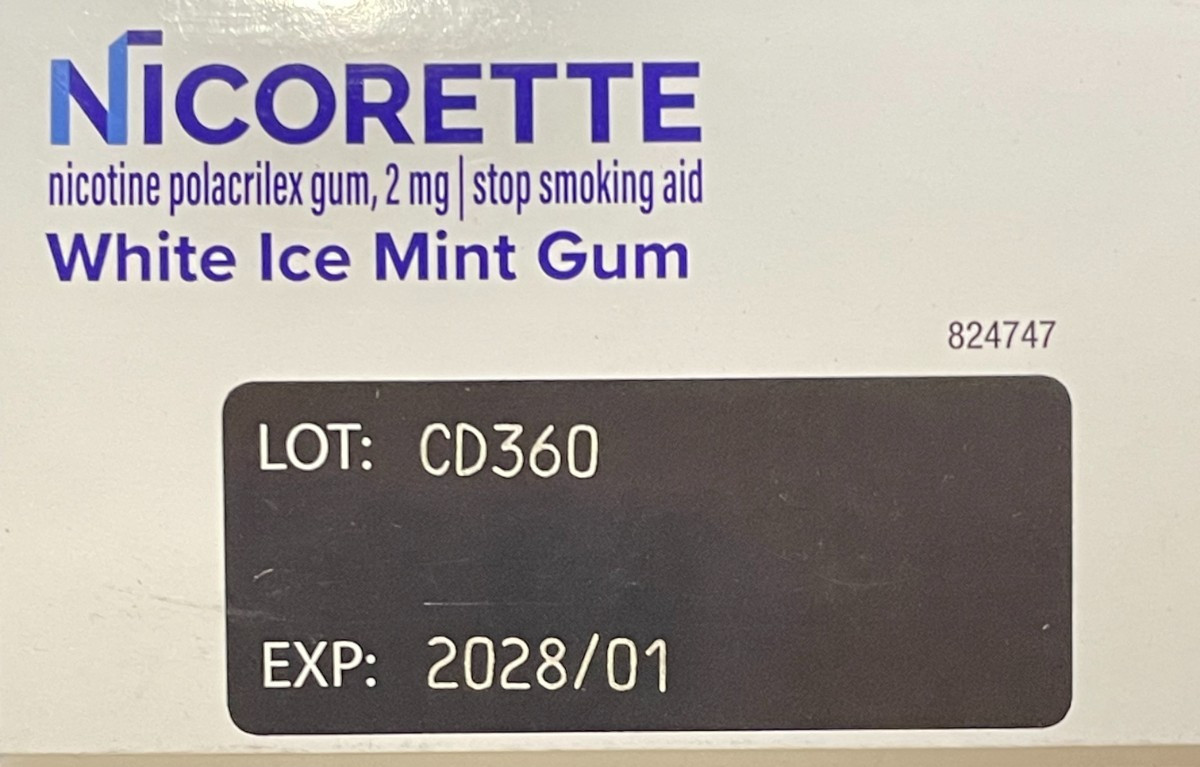 NICORETTE
nicotine polacrilex gum, 2 mg | stop smoking aid
White Ice Mint Gum
824747
LOT: CD360
EXP: 2028/01